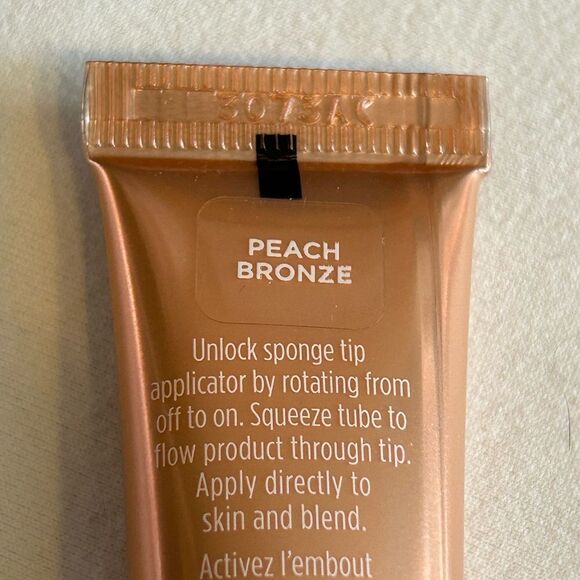 PEACH
BRONZE
Unlock sponge tip
applicator by rotating from
off to on. Squeeze tube to
flow product through tip.
Apply directly to
skin and blend.
Activez l'embout